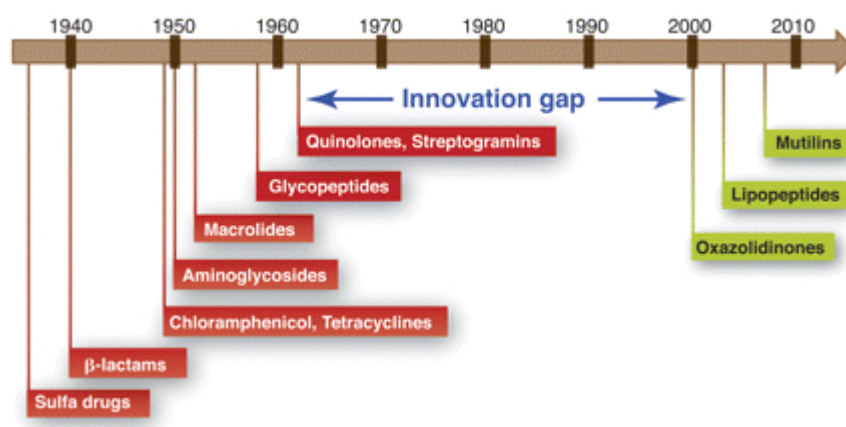 1940 1950 1960 1970 1980 1990 2000 2010
Innovation gap
Quinolones, Streptogramins
Mutilins
Glycopeptides
Lipopeptides
Macrolides
Oxazolidinones
Aminoglycosides
Chloramphenicol, Tetracyclines
β-lactams
Sulfa drugs